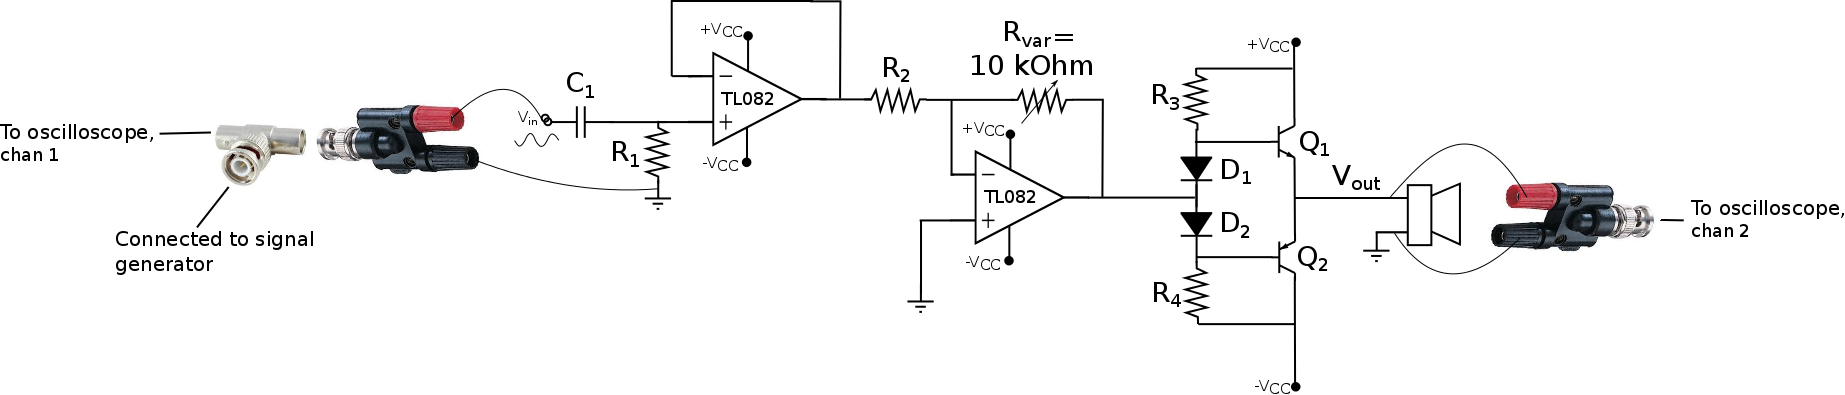 To oscilloscope,
chan 1
Connected to signal
generator
Vin
C1
R1
+VCC
TL082
-VCC
R2
Rvar=
10 kOhm
+VCC
TL082
-VCC
R3
D1
D2
R4
+VCC
Q1
Vout
Q2
-VCC
To oscilloscope,
chan 2